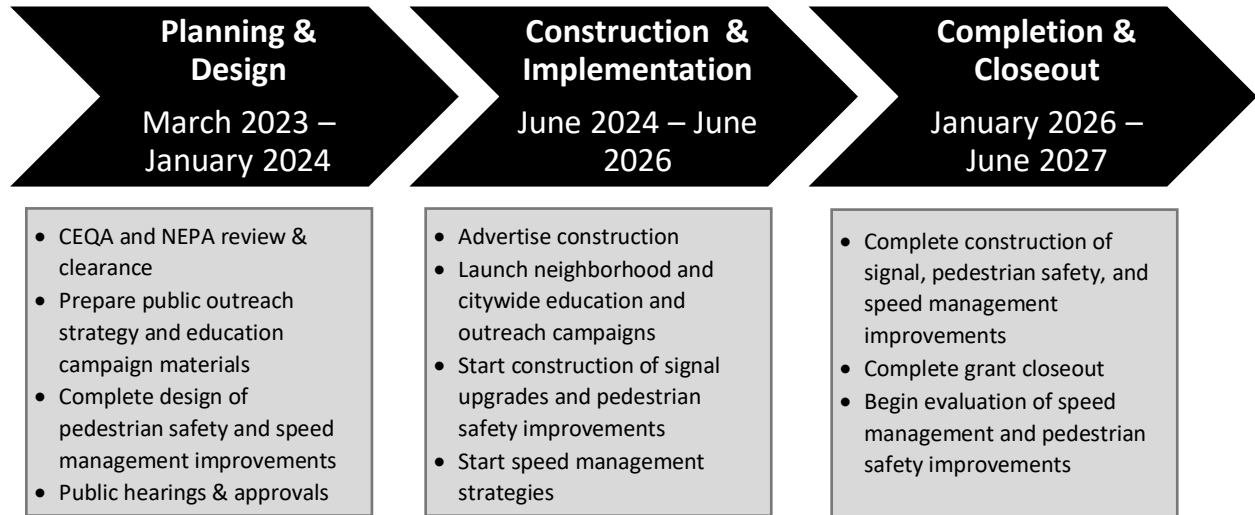 Planning &
Design
March 2023 –
January 2024
Construction &
Implementation
June 2024 – June
2026
Completion &
Closeout
January 2026 –
June 2027
• CEQA and NEPA review &
clearance
• Prepare public outreach
strategy and education
campaign materials
• Complete design of
pedestrian safety and speed
management improvements
• Public hearings & approvals
• Advertise construction
• Launch neighborhood and
citywide education and
outreach campaigns
• Start construction of signal
upgrades and pedestrian
safety improvements
• Start speed management
strategies
• Complete construction of
signal, pedestrian safety, and
speed management
improvements
• Complete grant closeout
• Begin evaluation of speed
management and pedestrian
safety improvements